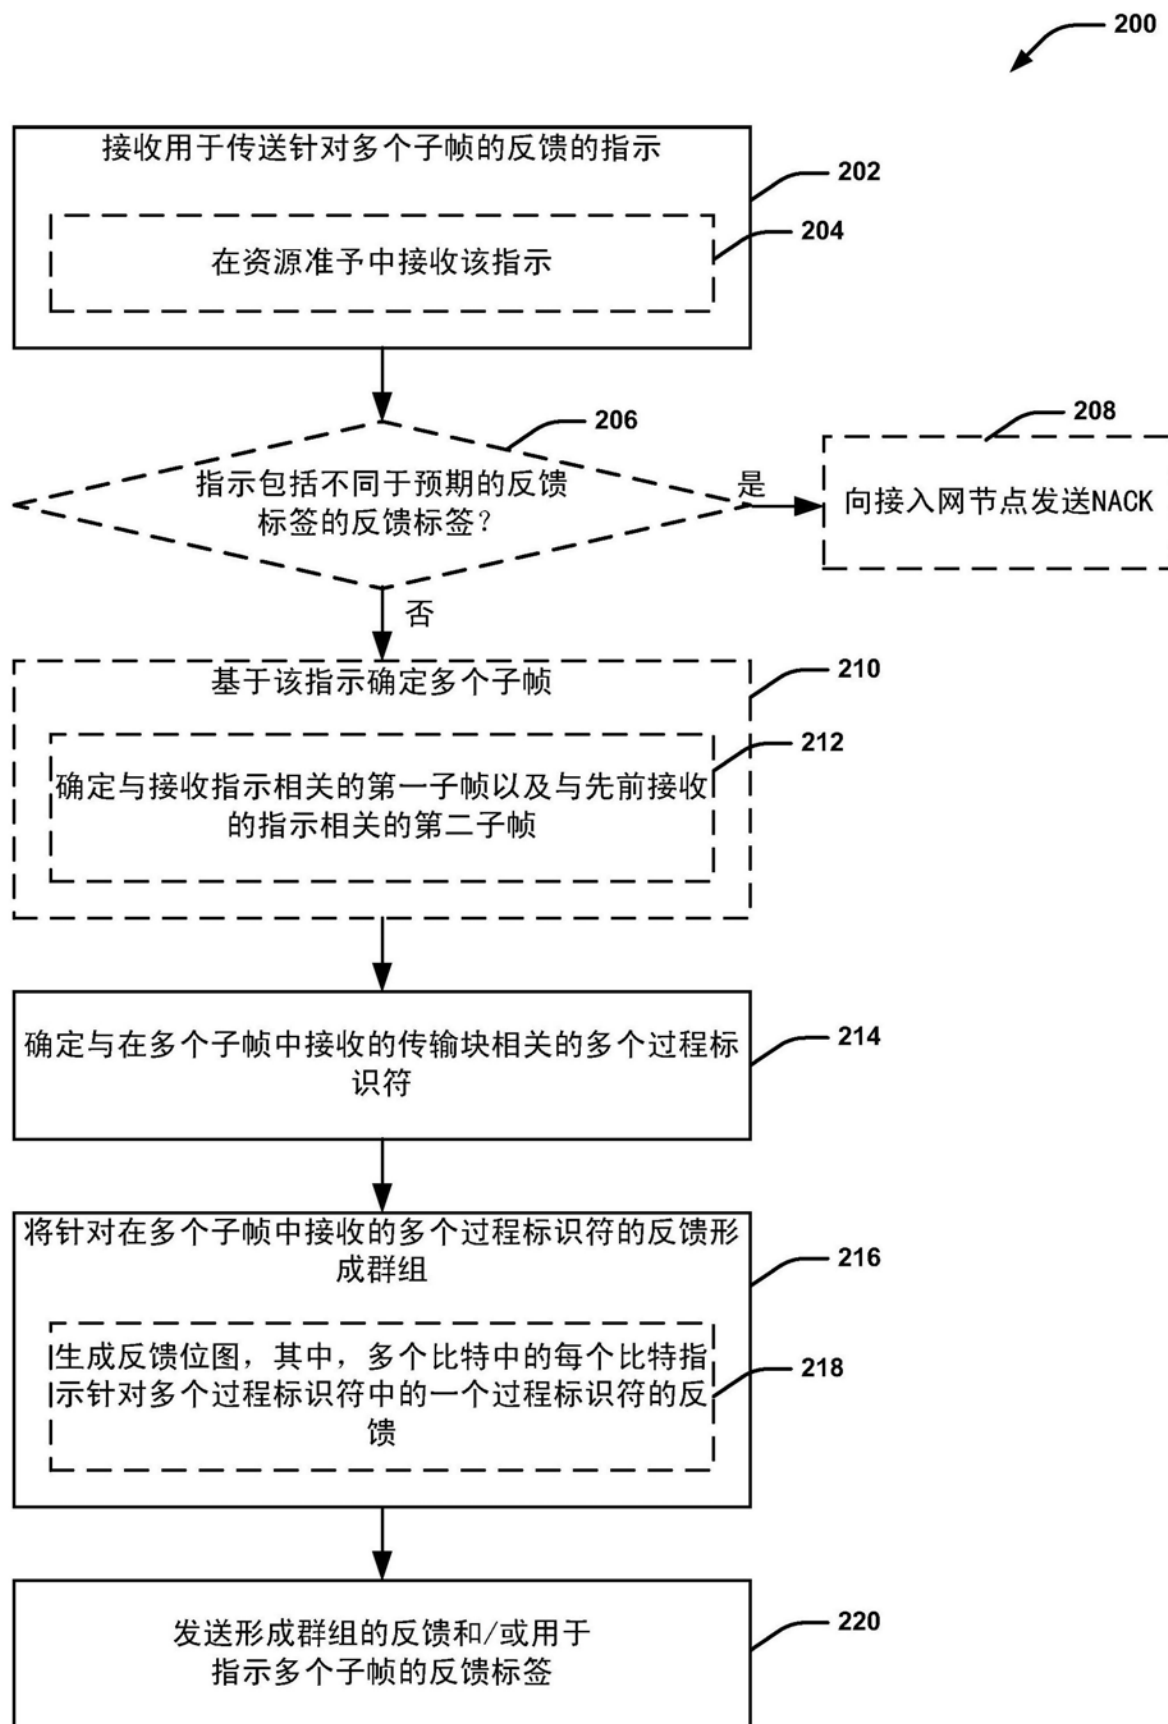 200
接收用于传送针对多个子帧的反馈的指示
202
204
在资源准予中接收该指示
206
208
指示包括不同于预期的反馈
标签的反馈标签?
是
向接入网节点发送NACK
否
基于该指示确定多个子帧
210
212
确定与接收指示相关的第一子帧以及与先前接收
的指示相关的第二子帧
确定与在多个子帧中接收的传输块相关的多个过程标
识符
214
将针对在多个子帧中接收的多个过程标识符的反馈形
成群组
216
生成反馈位图，其中，多个比特中的每个比特指
示针对多个过程标识符中的一个过程标识符的反
馈
218
发送形成群组的反馈和/或用于
指示多个子帧的反馈标签
220